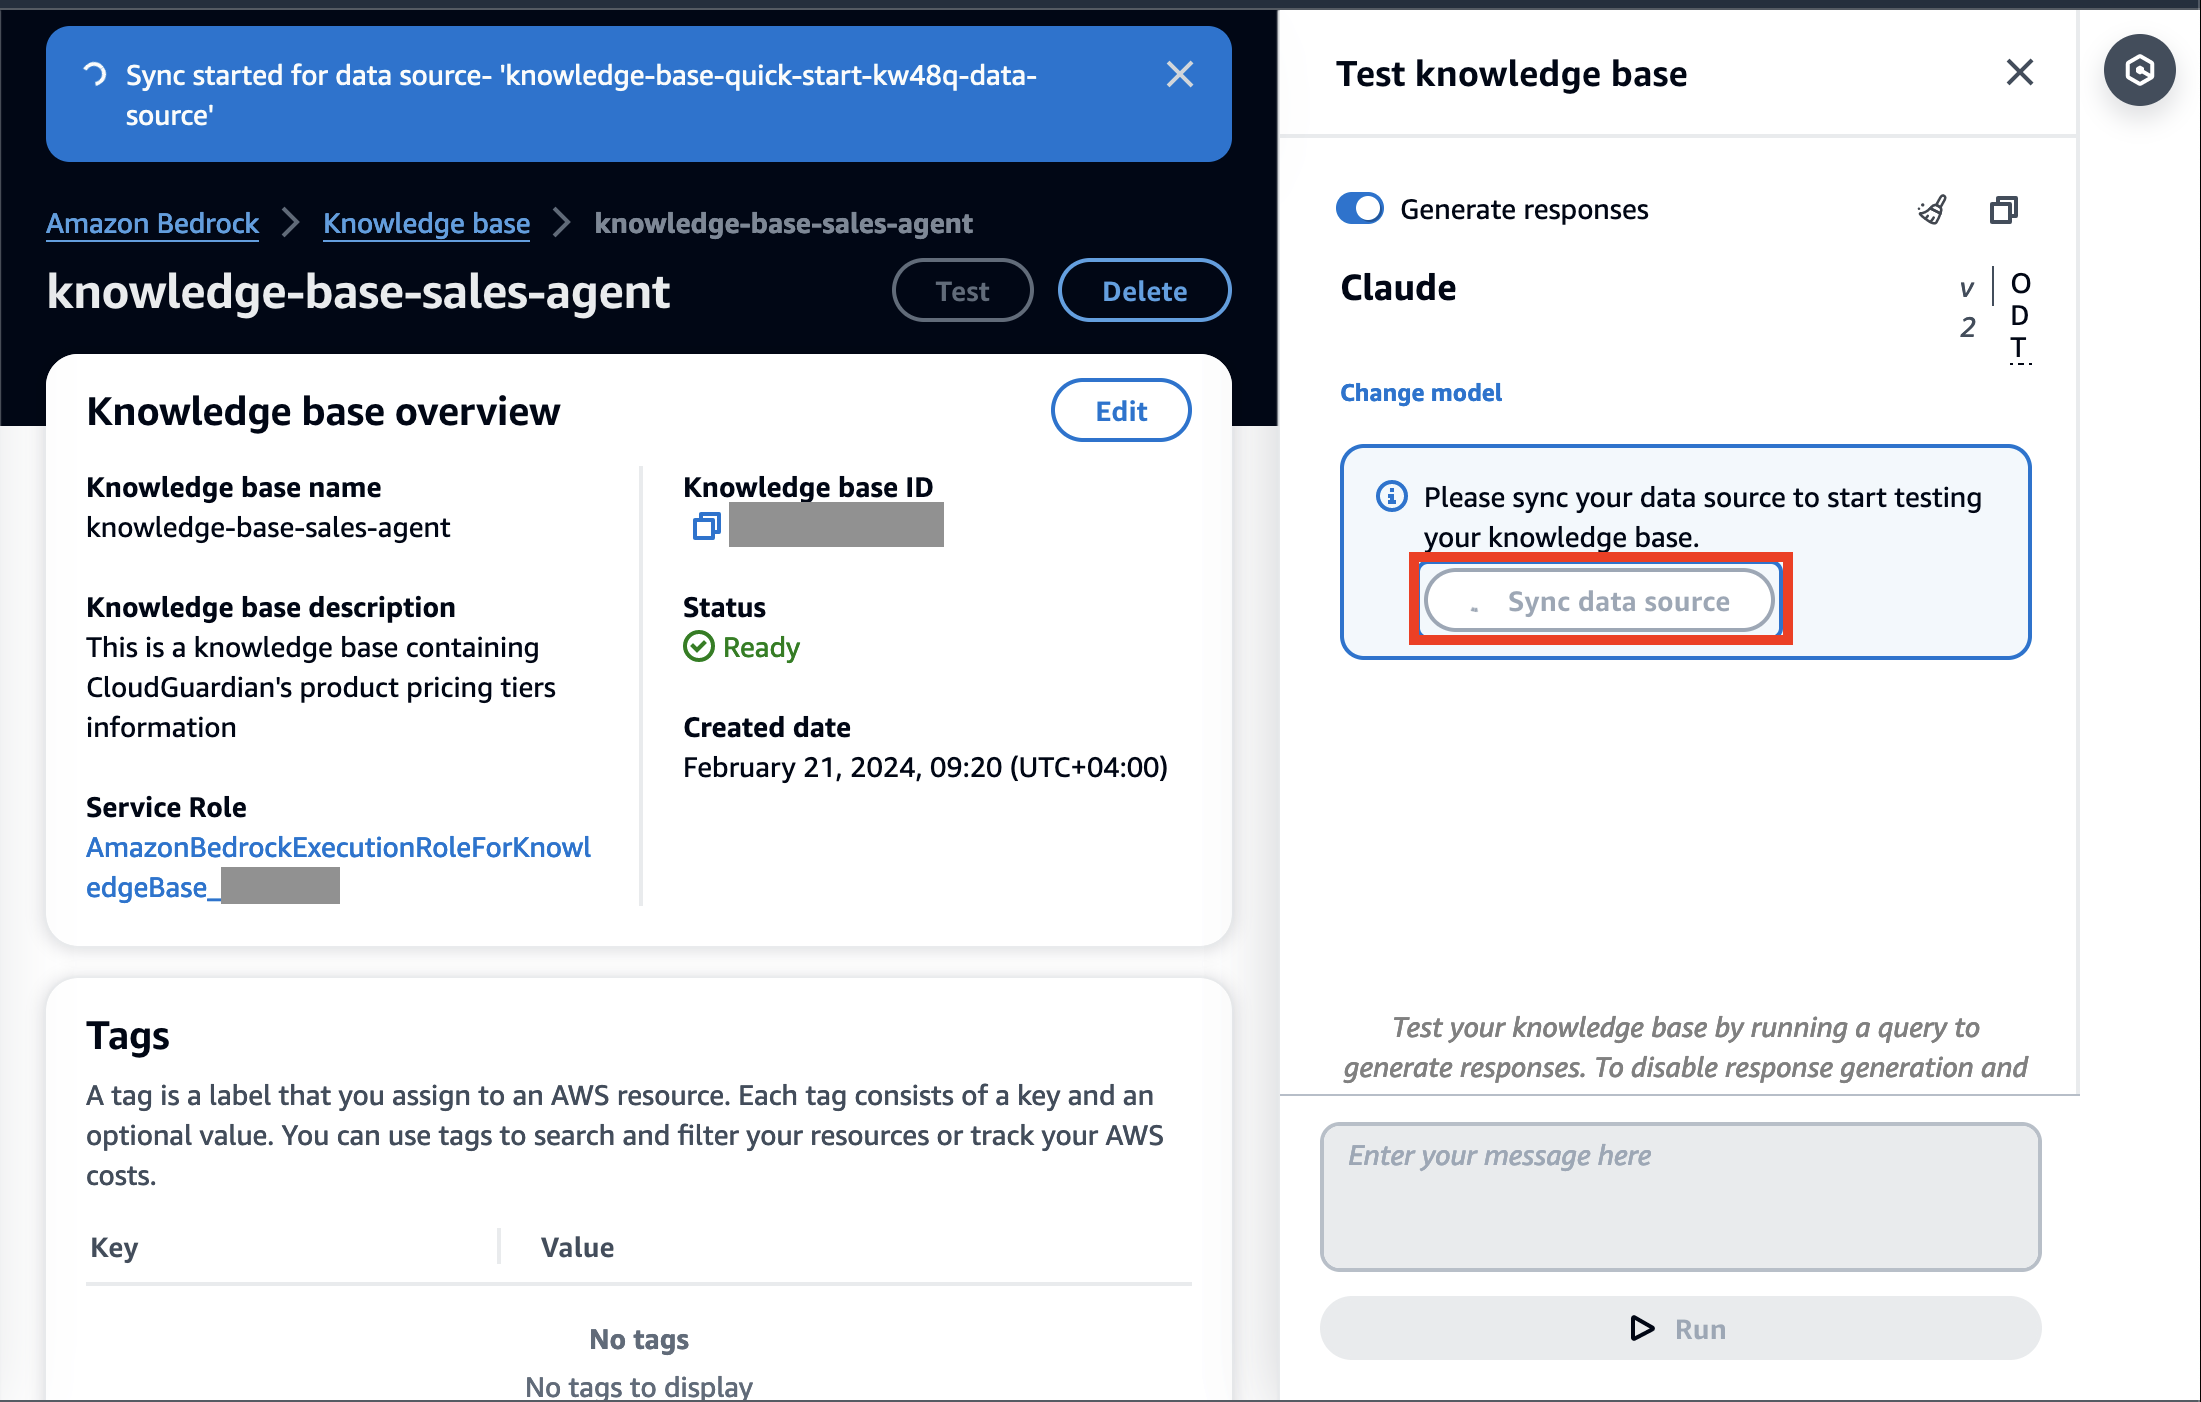 Sync started for data source- 'knowledge-base-quick-start-kw48q-data-
source'
Amazon Bedrock
Knowledge base
knowledge-base-sales-agent
knowledge-base-sales-agent
Test
Delete
Knowledge base overview
Edit
Knowledge base name
knowledge-base-sales-agent
Knowledge base description
This is a knowledge base containing
CloudGuardian's product pricing tiers
information
Service Role
AmazonBedrockExecutionRoleForKnowl
edgeBase_
Knowledge base ID
Status
Ready
Created date
February 21, 2024, 09:20 (UTC+04:00)
Tags
A tag is a label that you assign to an AWS resource. Each tag consists of a key and an
optional value. You can use tags to search and filter your resources or track your AWS
costs.
Key
Value
No tags
No tags to display
Test knowledge base
Generate responses
Claude
v
2
O
D
T
Change model
Please sync your data source to start testing
your knowledge base.
Sync data source
Test your knowledge base by running a query to
generate responses. To disable response generation and
Enter your message here
Run